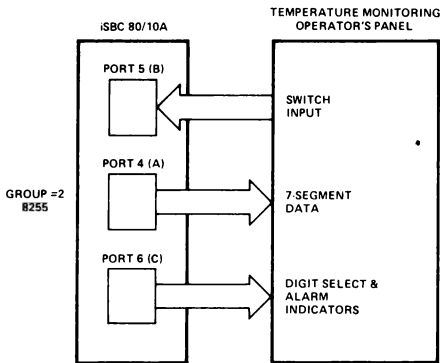 iSBC 80/10A
TEMPERATURE MONITORING
OPERATOR'S PANEL
PORT 5 (B)
SWITCH
INPUT
PORT 4 (A)
7-SEGMENT
DATA
GROUP =2
8255
PORT 6 (C)
DIGIT SELECT &
ALARM
INDICATORS